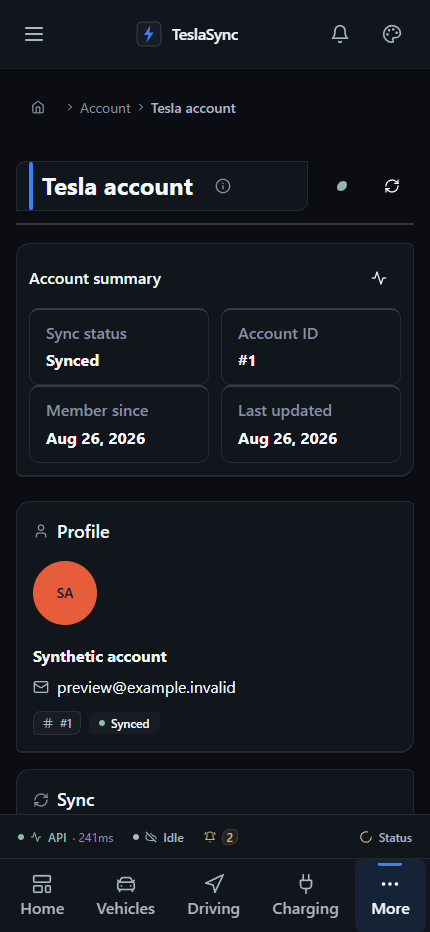 TeslaSync
Account Tesla account
Tesla account
Account summary
Sync status
Synced
Account ID
#1
Member since
Aug 26, 2026
Last updated
Aug 26, 2026
Profile
SA
Synthetic account
preview@example.invalid
#1 Synced
Sync
API · 241ms Idle 2 Status
Home Vehicles Driving Charging More